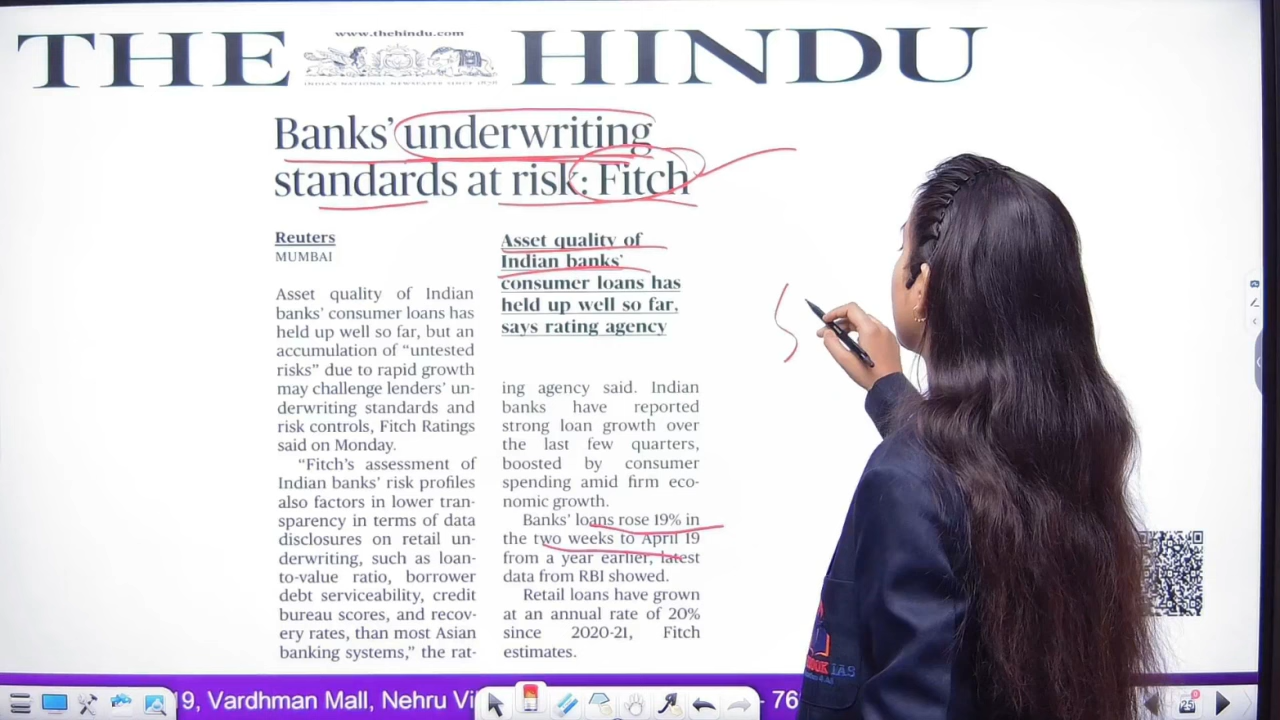 www.thehindu.com
THE HINDU
INDIA'S NATIONAL NEWSPAPER SINCE 1878
Banks' underwriting
standards at risk: Fitch
Reuters
MUMBAI
Asset quality of Indian
banks' consumer loans has
held up well so far, but an
accumulation of “untested
risks” due to rapid growth
may challenge lenders' un-
derwriting standards and
risk controls, Fitch Ratings
said on Monday.
“Fitch's assessment of
Indian banks' risk profiles
also factors in lower tran-
sparency in terms of data
disclosures on retail un-
derwriting, such as loan-
to-value ratio, borrower
debt serviceability, credit
bureau scores, and recov-
ery rates, than most Asian
banking systems,” the rat-
Asset quality of
Indian banks'
consumer loans has
held up well so far,
says rating agency
ing agency said. Indian
banks have reported
strong loan growth over
the last few quarters,
boosted by consumer
spending amid firm eco-
nomic growth.
Banks' loans rose 19% in
the two weeks to April 19
from a year earlier, latest
data from RBI showed.
Retail loans have grown
at an annual rate of 20%
since 2020-21, Fitch
estimates.
OOK IAS
19, Vardhman Mall, Nehru Vi
- 76
25